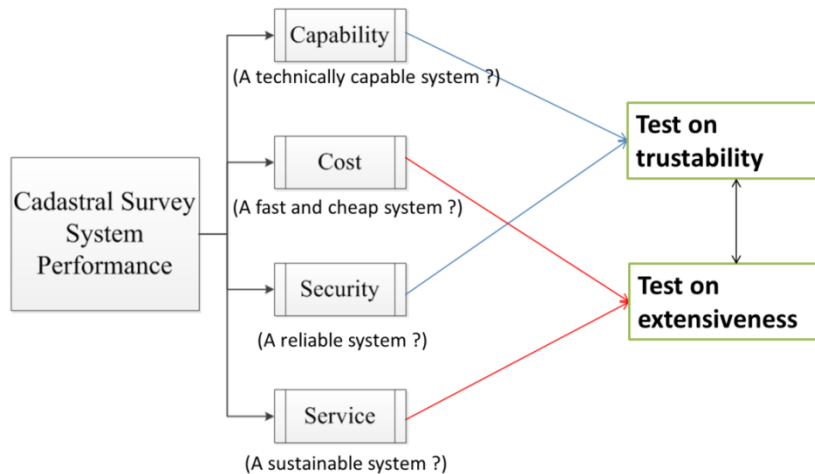 Cadastral Survey
System
Performance
Capability
(A technically capable system ?)
Cost
(A fast and cheap system ?)
Security
(A reliable system ?)
Service
(A sustainable system ?)
Test on
trustability
Test on
extensiveness